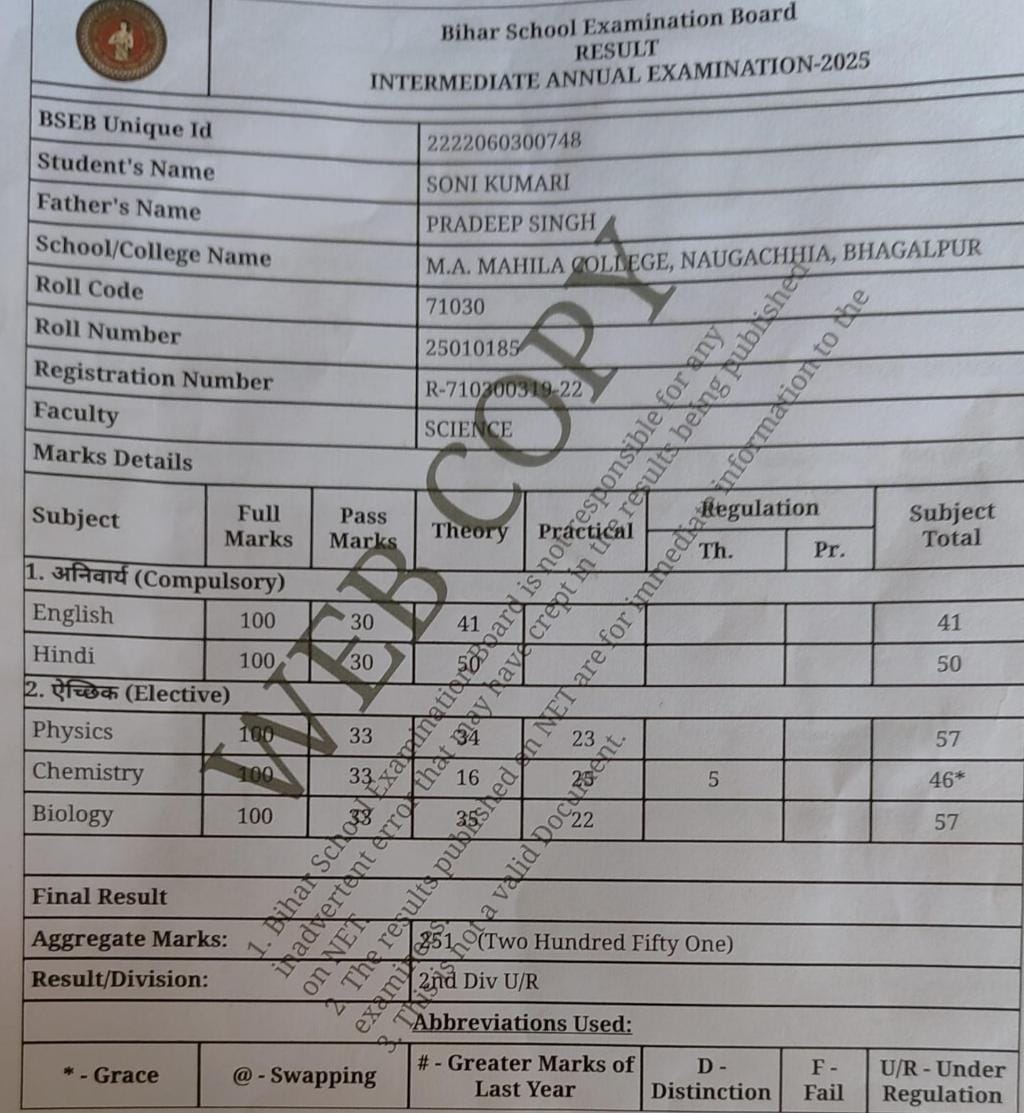 Bihar School Examination Board
RESULT
INTERMEDIATE ANNUAL EXAMINATION-2025
BSEB Unique Id 2222060300748
Student's Name SONI KUMARI
Father's Name PRADEEP SINGH
School/College Name M.A. MAHILA COLLEGE, NAUGACHHIA, BHAGALPUR
Roll Code 71030
Roll Number 25010185
Registration Number R-710300319-22
Faculty SCIENCE
Marks Details
Subject Full Marks Pass Marks Theory Practical Regulation Th. Pr. Subject Total
1. अनिवार्य (Compulsory)
English 100 30 41 41
Hindi 100 30 50 50
2. ऐच्छिक (Elective)
Physics 100 33 34 23 57
Chemistry 100 33 16 25 5 46*
Biology 100 33 35 22 57
Final Result
Aggregate Marks: 251 (Two Hundred Fifty One)
Result/Division: 2nd Div U/R
Abbreviations Used:
* - Grace @ - Swapping # - Greater Marks of Last Year D - Distinction F - Fail U/R - Under Regulation
WEB COPY
1. Bihar School Examination Board is not responsible for any
inadvertent error that may have crept in the results being published
on NET.
2. The results published on NET are for immediate information to the
examinees.
3. This is not a valid Document.